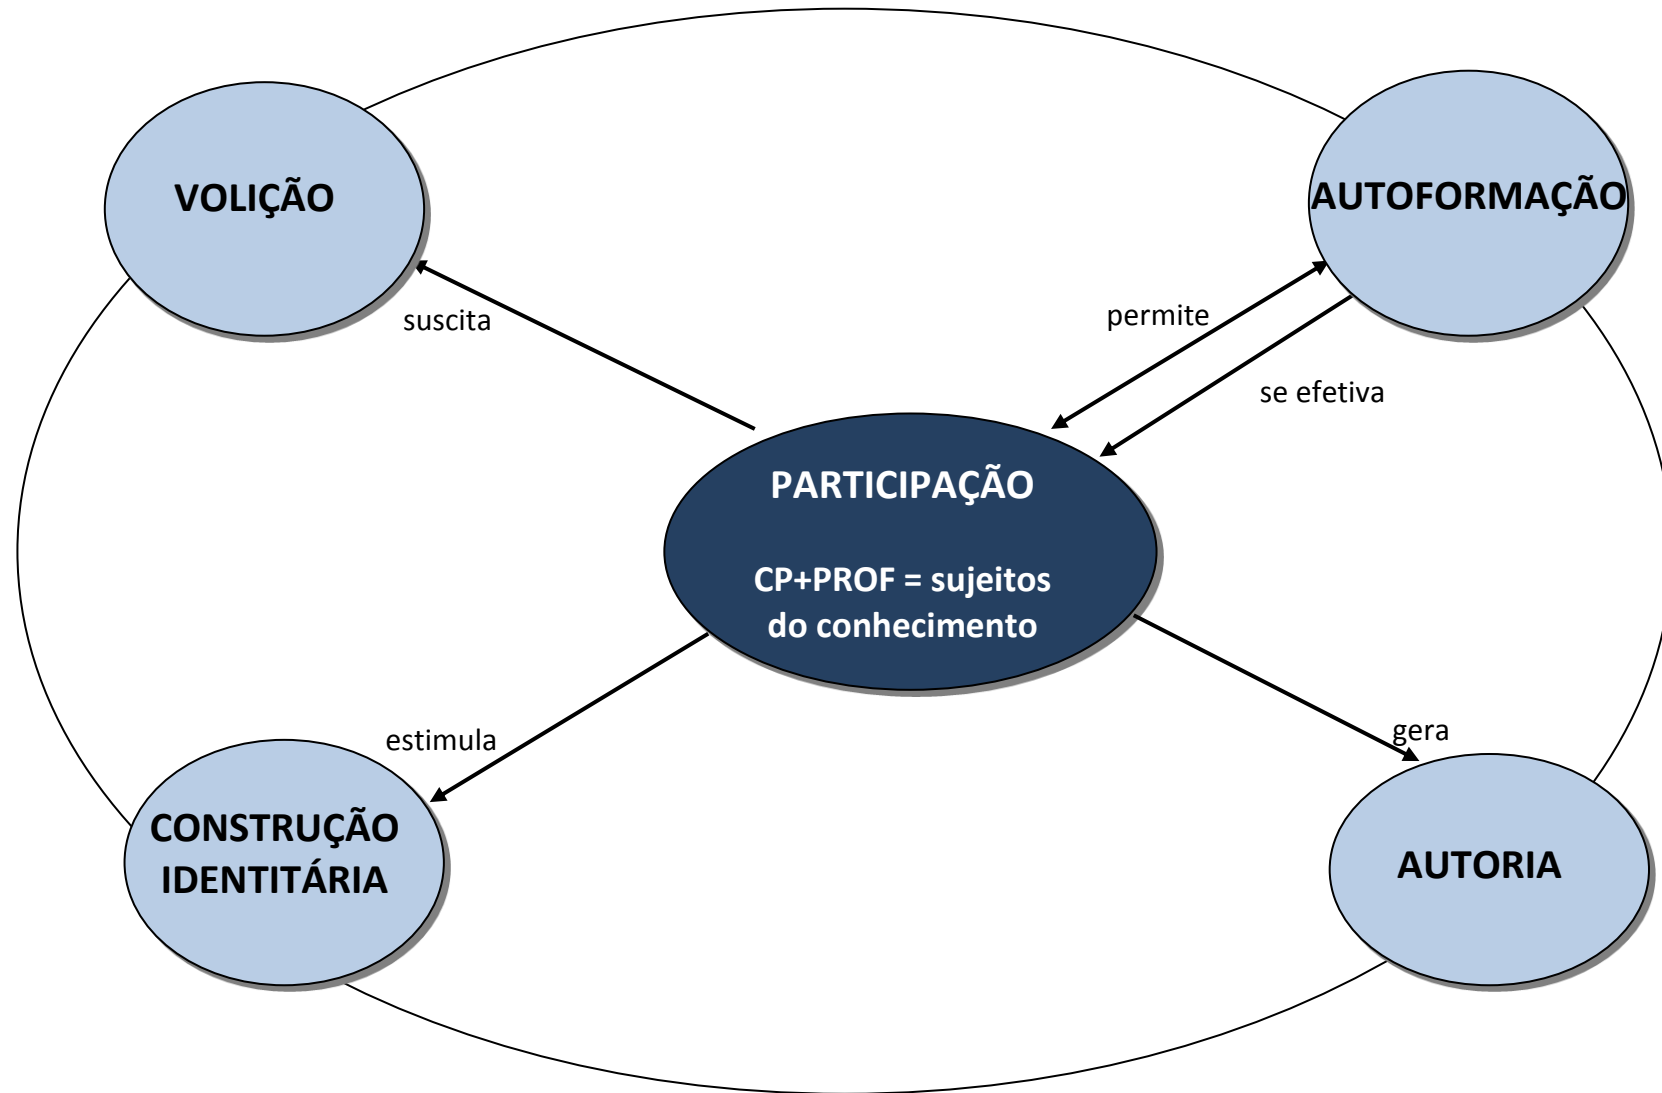 VOLIÇÃO
AUTOFORMAÇÃO
suscita
permite
se efetiva
PARTICIPAÇÃO
CP+PROF = sujeitos
do conhecimento
estimula
gera
CONSTRUÇÃO
IDENTITÁRIA
AUTORIA